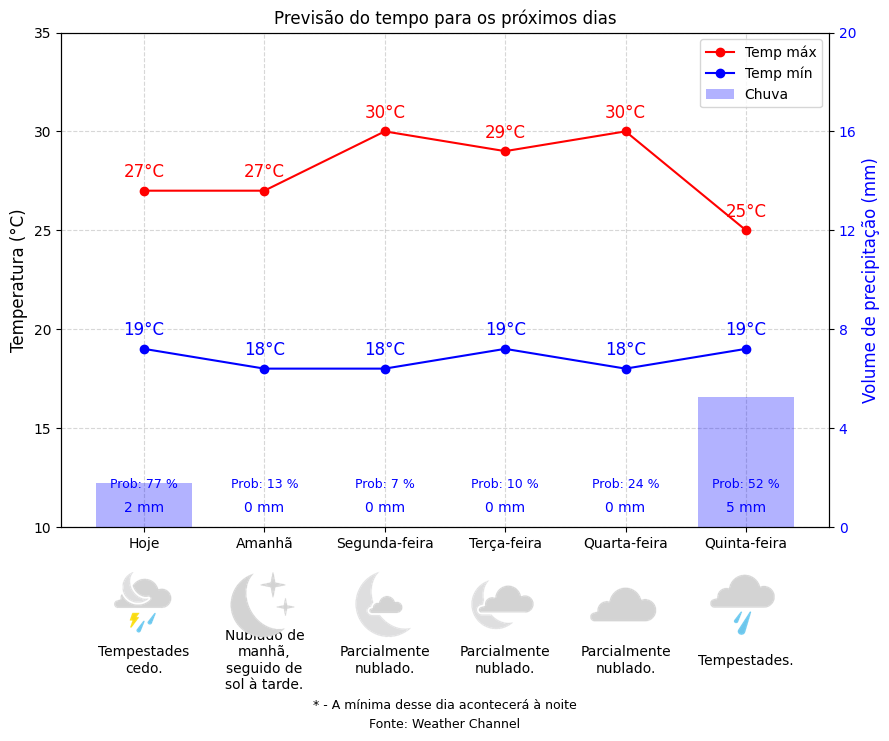 Previsão do tempo para os próximos dias
35
30
25
20
15
10
Temperatura (°C)
20
16
12
8
4
0
Volume de precipitação (mm)
Temp máx
Temp mín
Chuva
27°C
27°C
30°C
29°C
30°C
25°C
19°C
18°C
18°C
19°C
18°C
19°C
Prob: 77 %
Prob: 13 %
Prob: 7 %
Prob: 10 %
Prob: 24 %
Prob: 52 %
2 mm
0 mm
0 mm
0 mm
0 mm
5 mm
Hoje
Amanhã
Segunda-feira
Terça-feira
Quarta-feira
Quinta-feira
Tempestades
cedo.
Nublado de
manhã,
seguido de
sol à tarde.
Parcialmente
nublado.
Parcialmente
nublado.
Parcialmente
nublado.
Tempestades.
* - A mínima desse dia acontecerá à noite
Fonte: Weather Channel